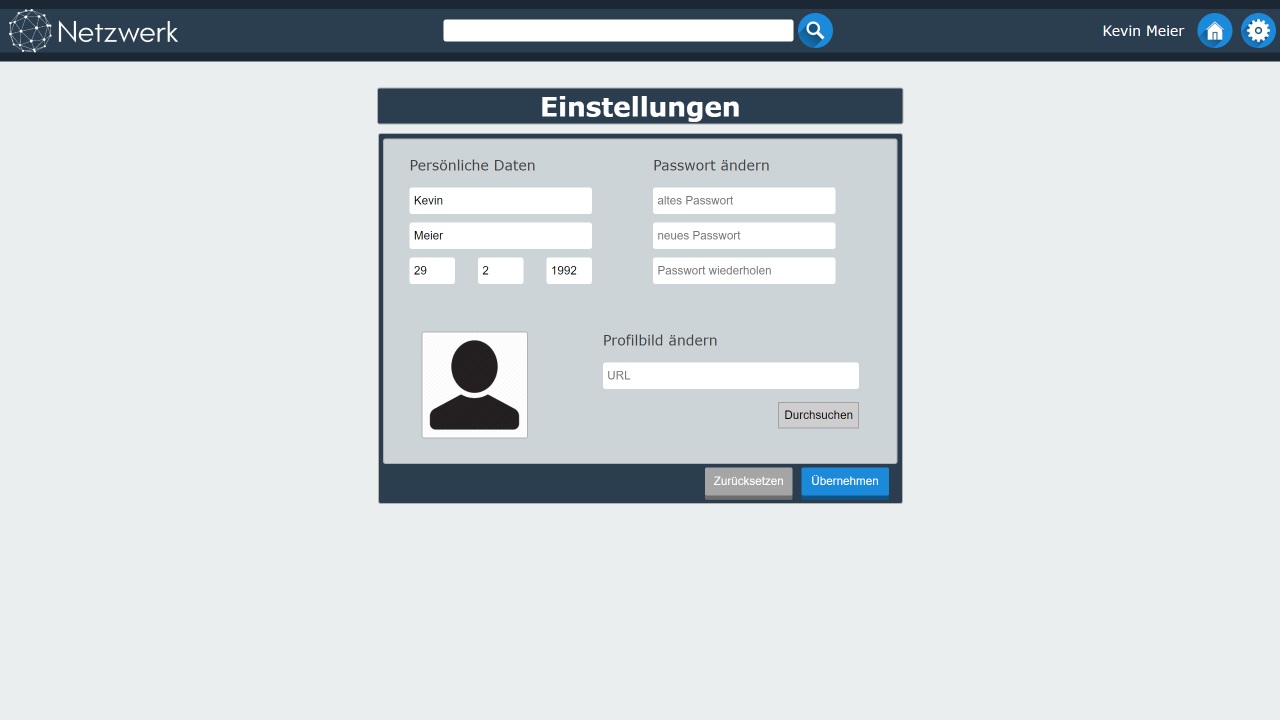 Netzwerk
Kevin Meier
Einstellungen
Persönliche Daten
Kevin
Meier
29 2 1992
Passwort ändern
altes Passwort
neues Passwort
Passwort wiederholen
Profilbild ändern
URL
Durchsuchen
Zurücksetzen Übernehmen